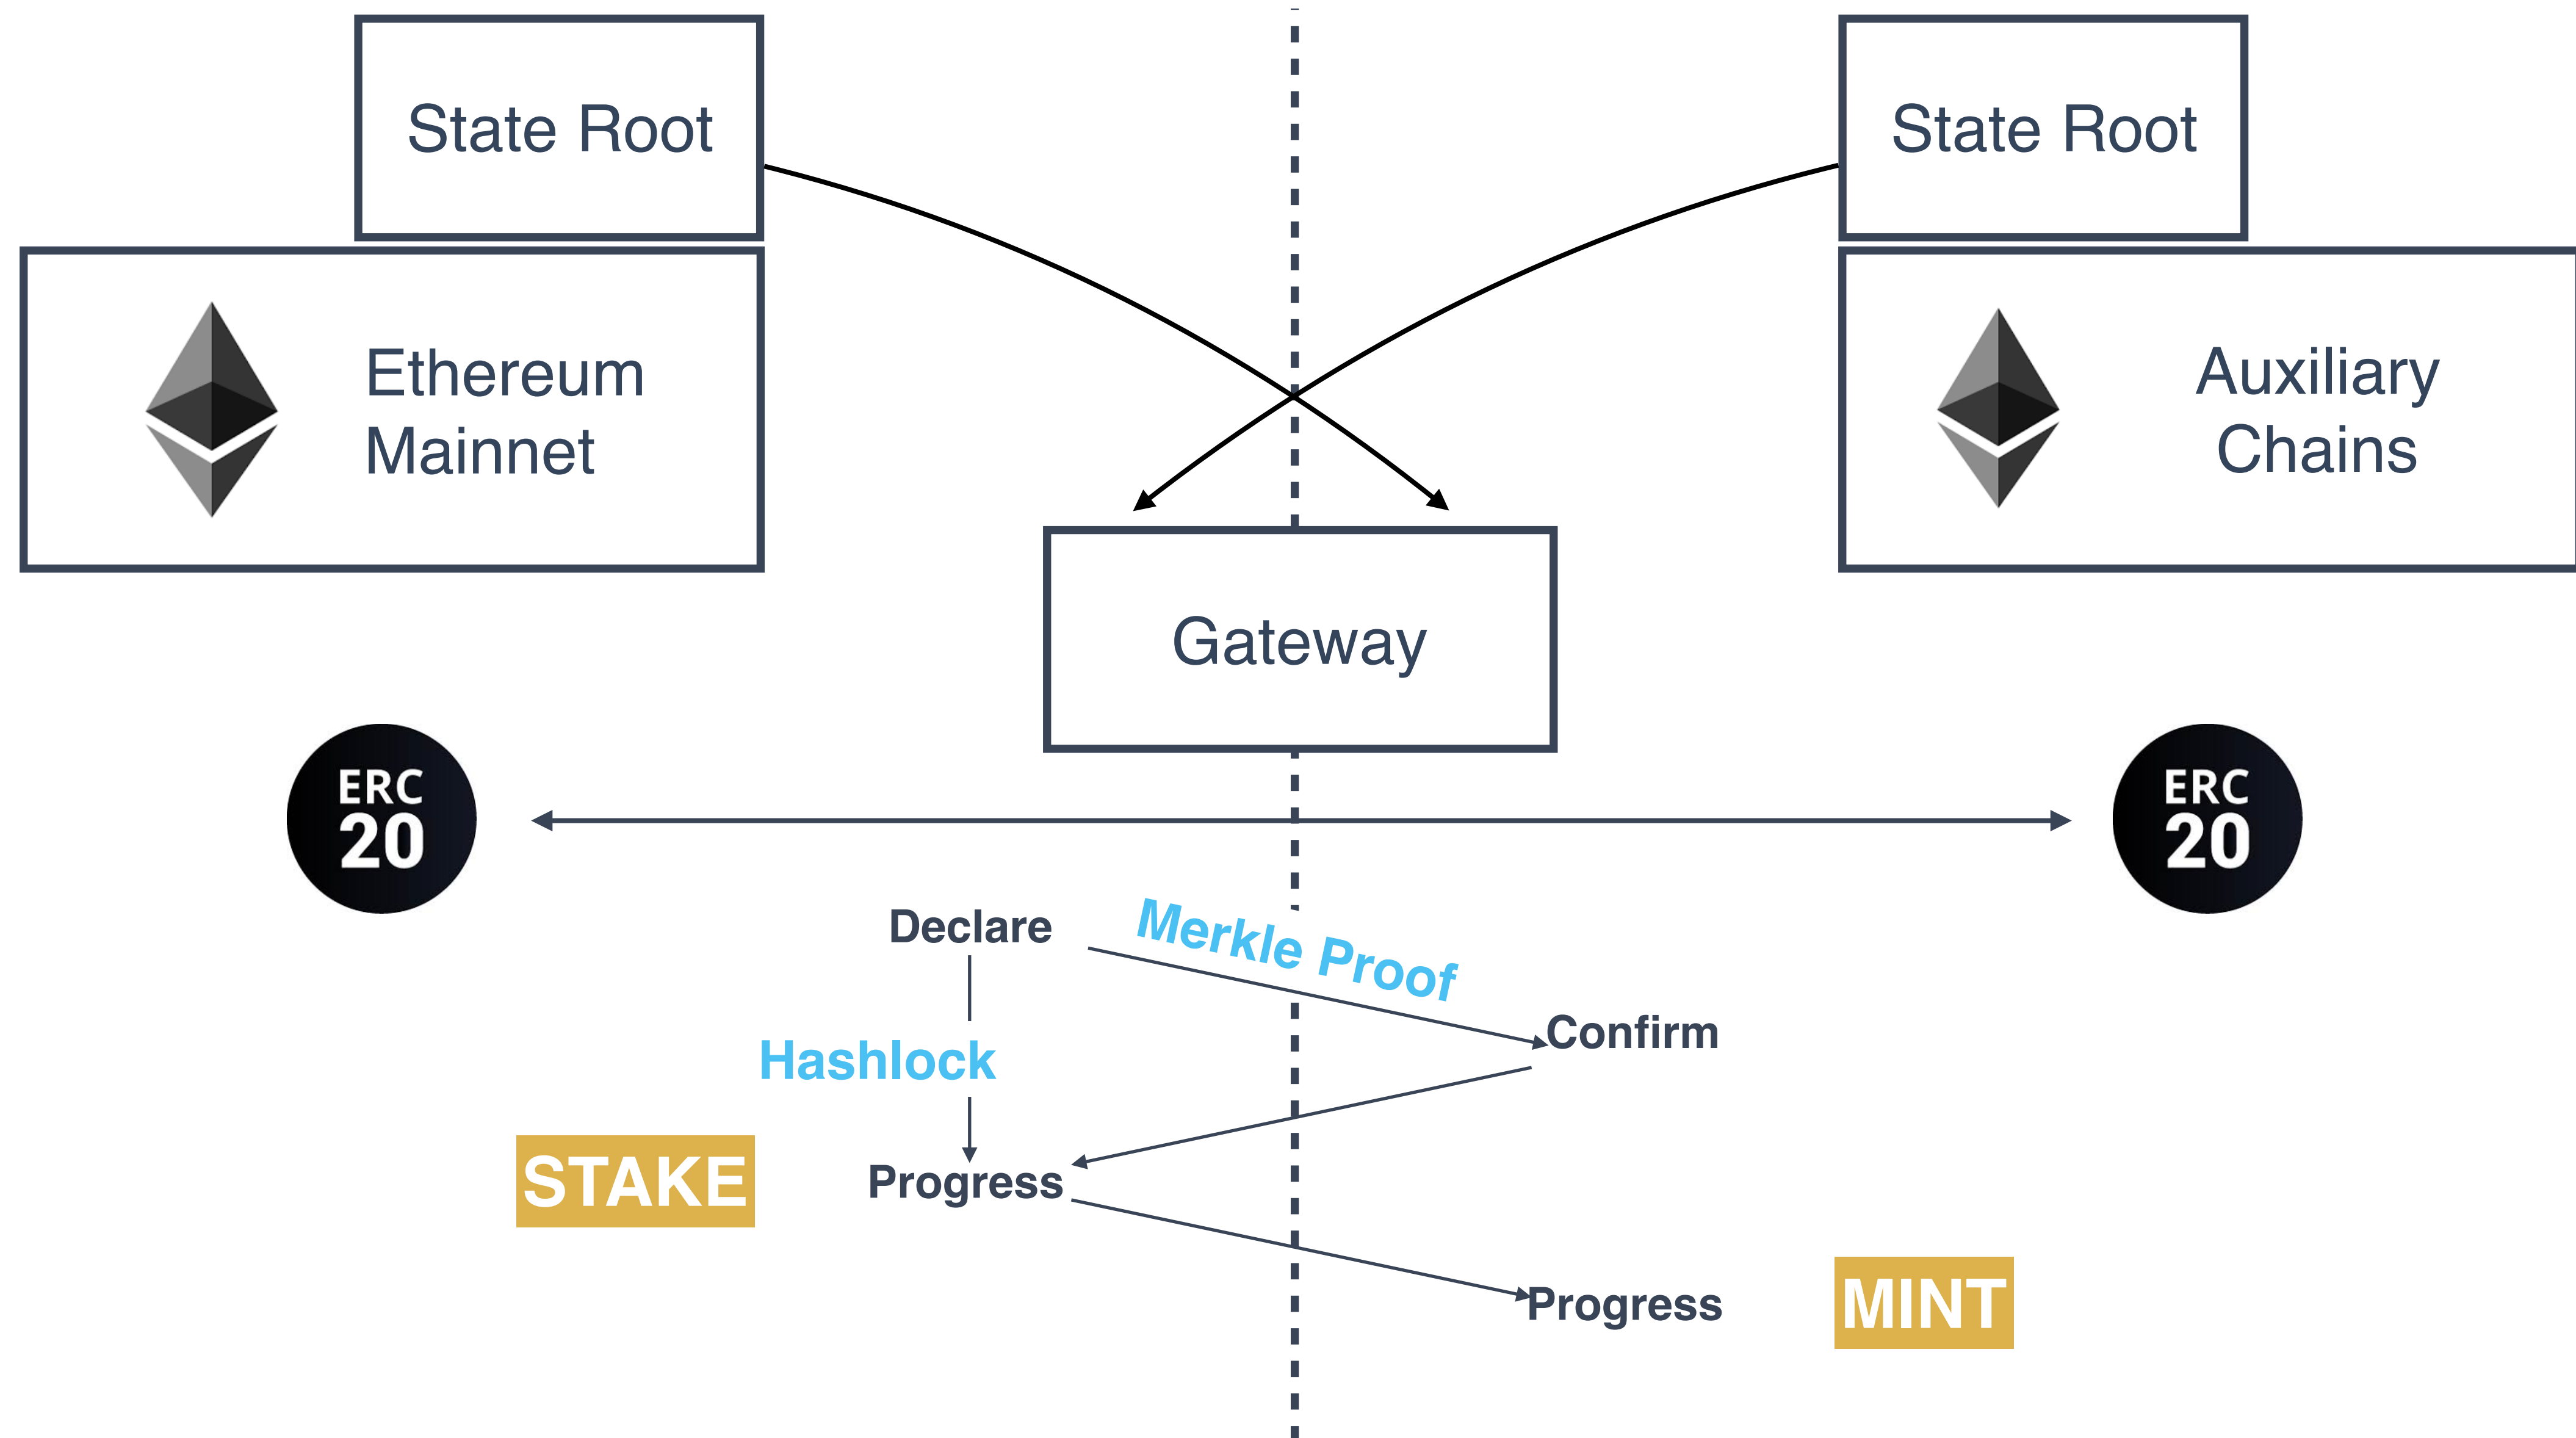 State Root
State Root
Ethereum
Mainnet
Auxiliary
Chains
Gateway
ERC
20
ERC
20
Declare
Merkle Proof
Confirm
Hashlock
STAKE
Progress
Progress
MINT